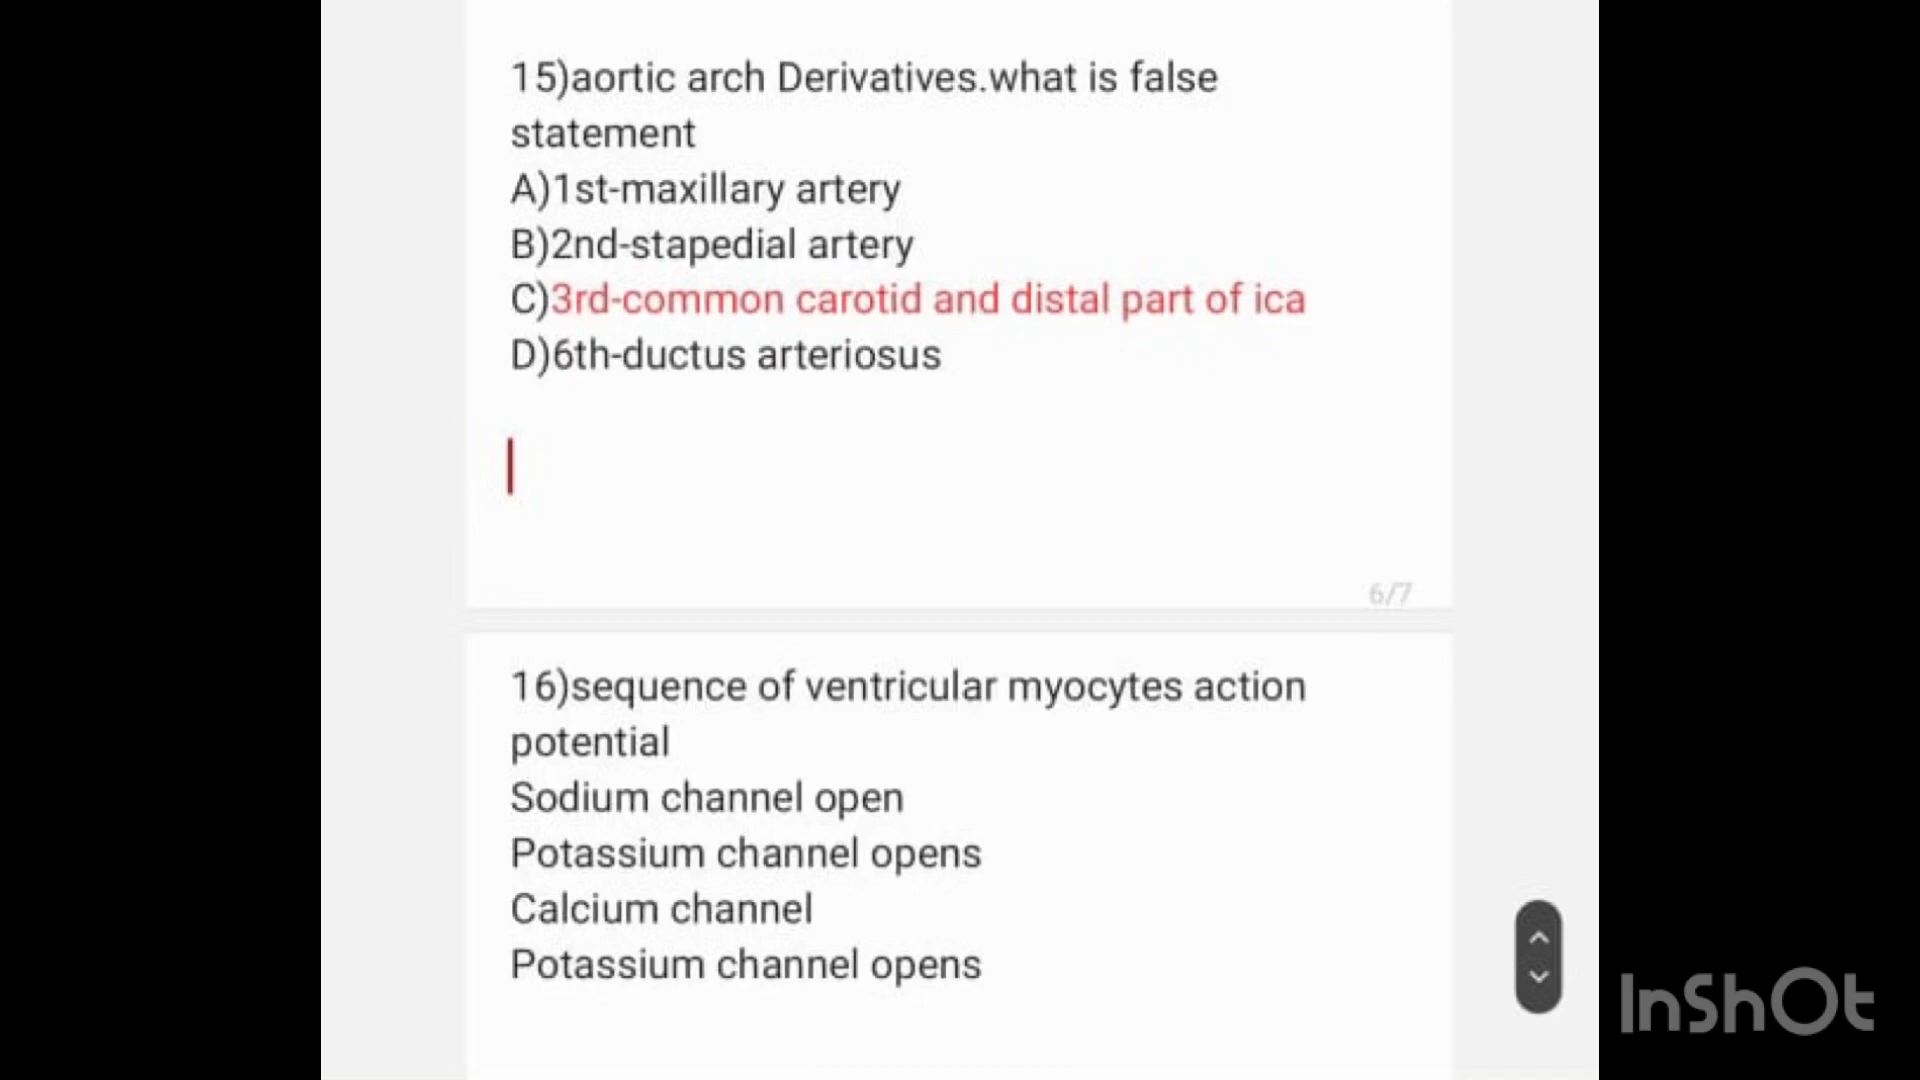 15)aortic arch Derivatives.what is false
statement
A)1st-maxillary artery
B)2nd-stapedial artery
C)3rd-common carotid and distal part of ica
D)6th-ductus arteriosus
6/7
16)sequence of ventricular myocytes action
potential
Sodium channel open
Potassium channel opens
Calcium channel
Potassium channel opens
InShOt